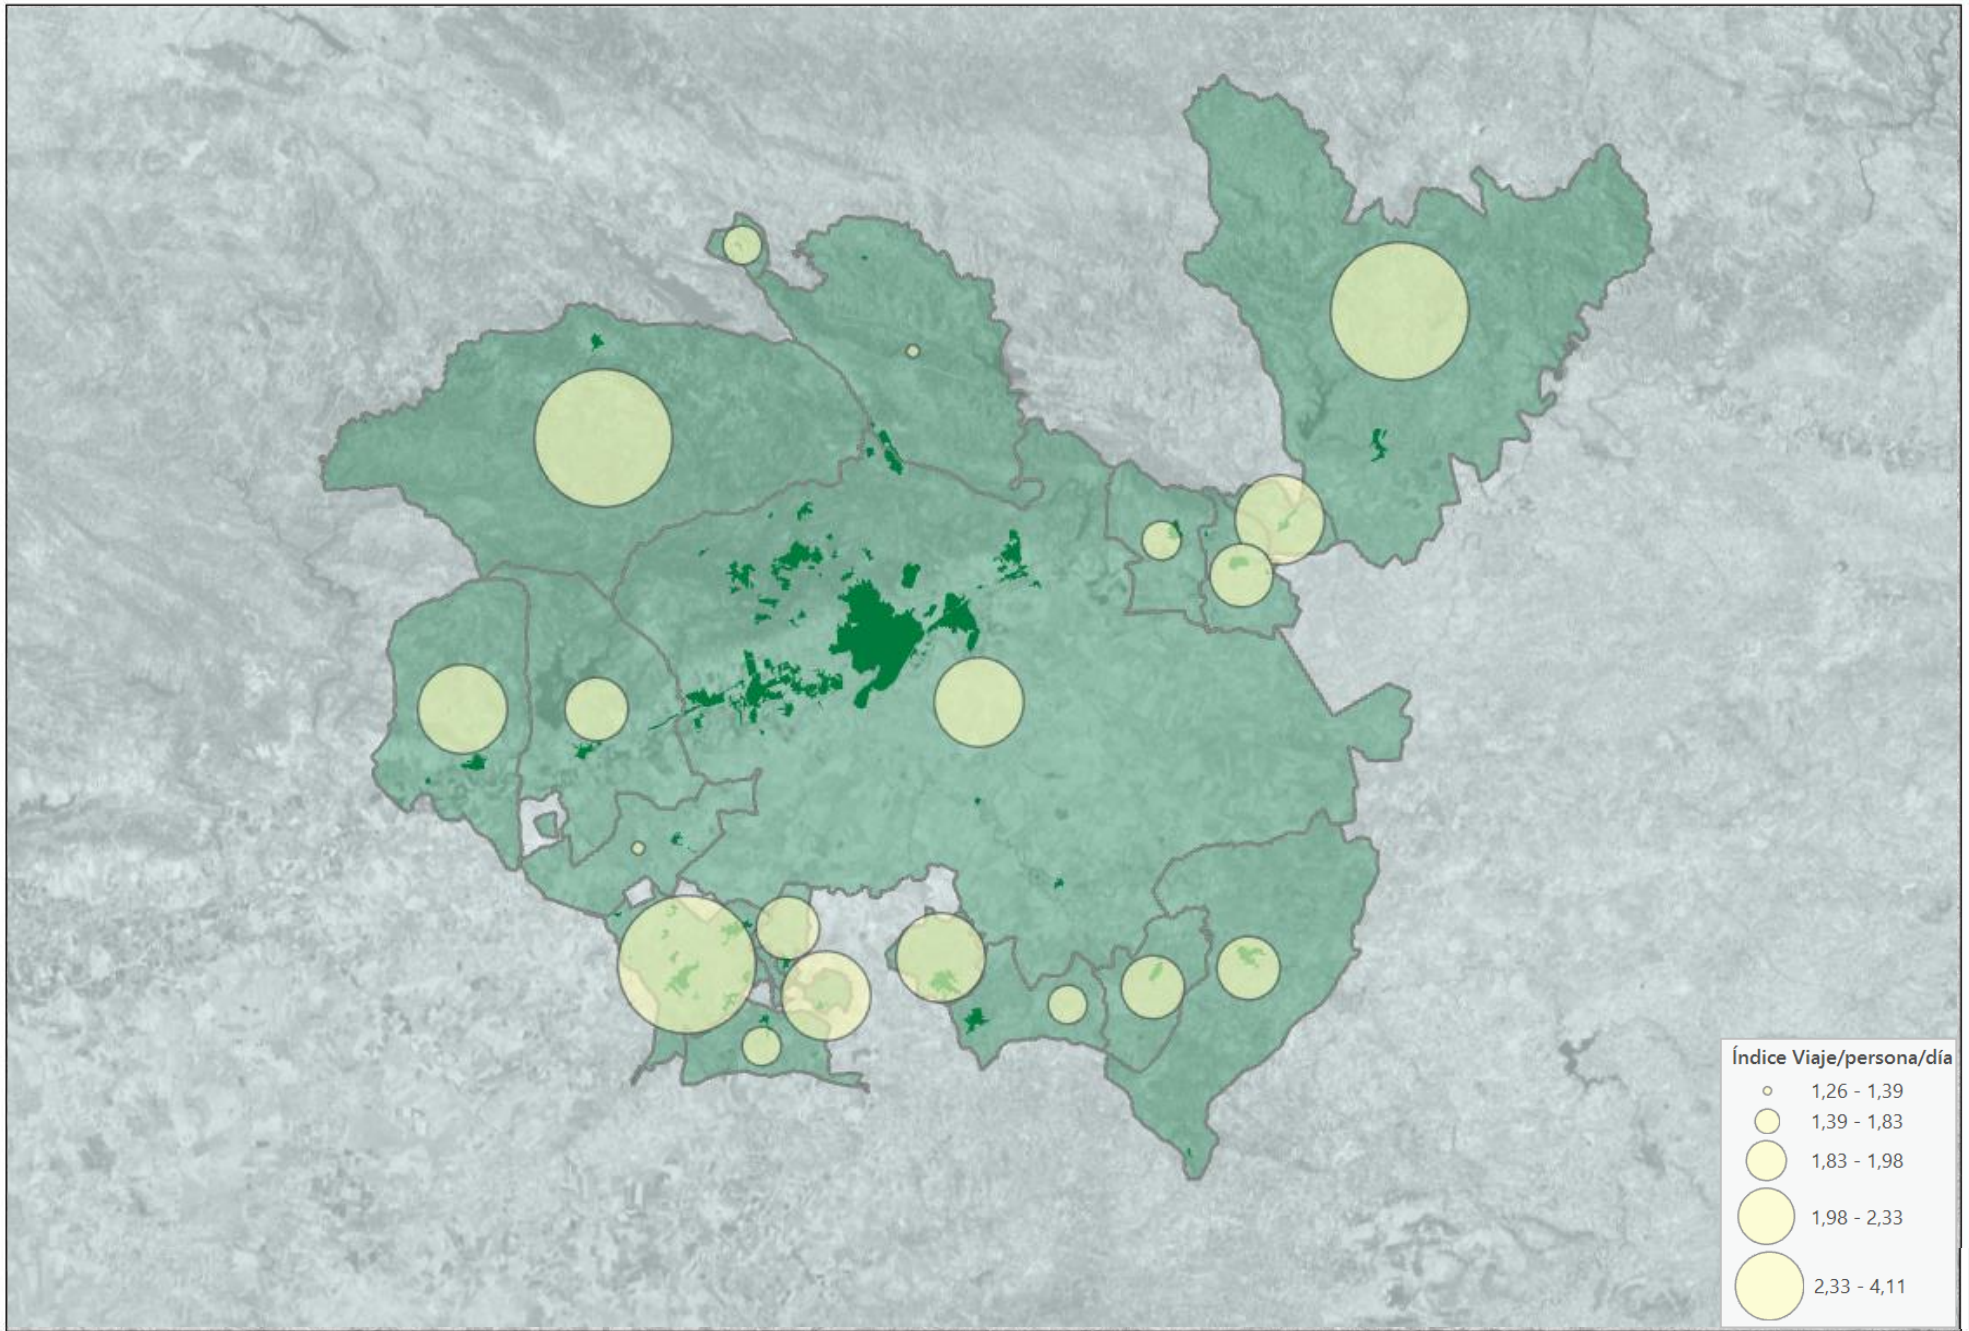 Índice Viaje/persona/día
1,26 - 1,39
1,39 - 1,83
1,83 - 1,98
1,98 - 2,33
2,33 - 4,11